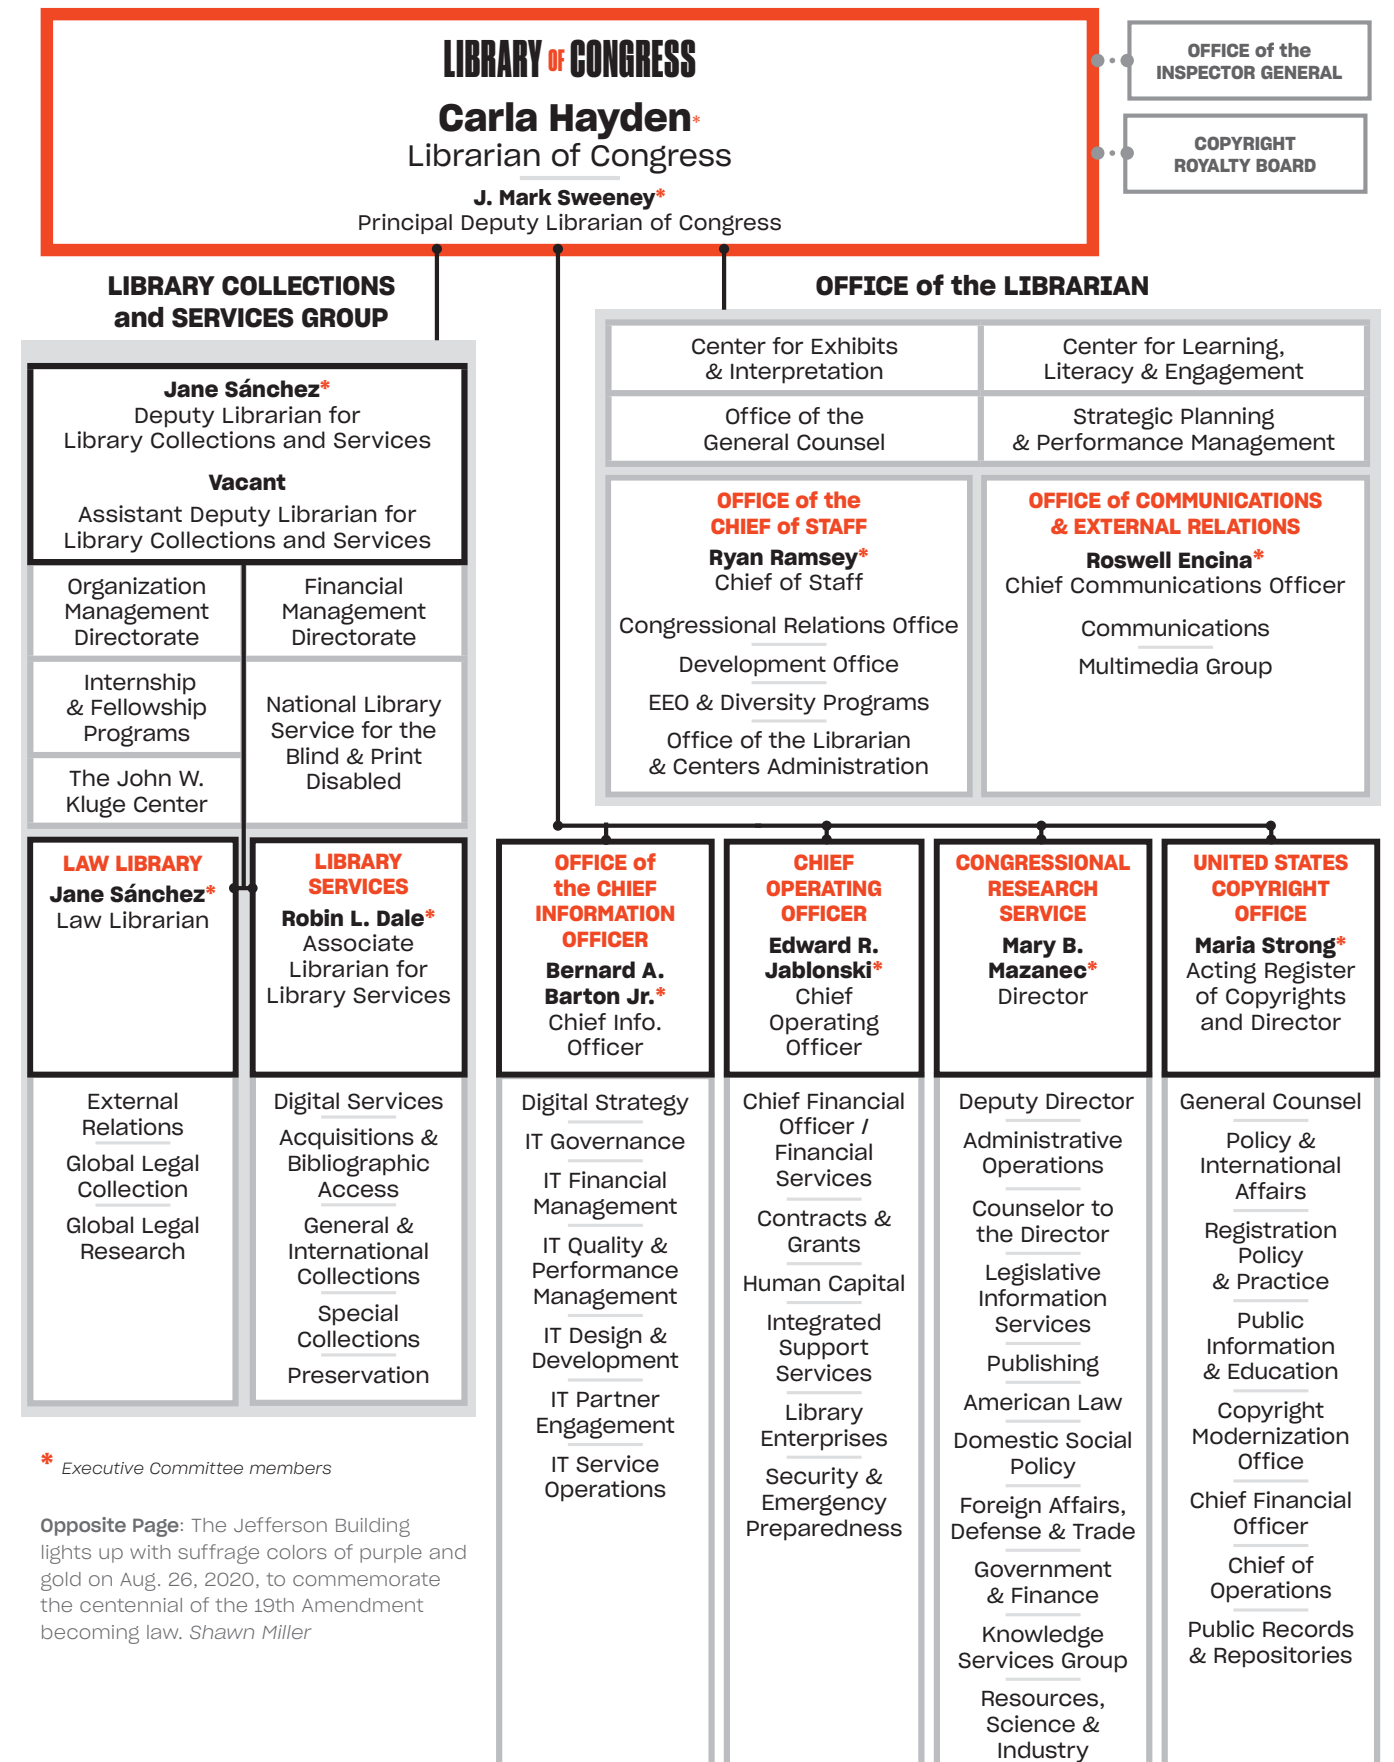 LIBRARY OF CONGRESS
Carla Hayden*
Librarian of Congress
J. Mark Sweeney*
Principal Deputy Librarian of Congress
OFFICE of the
INSPECTOR GENERAL
COPYRIGHT
ROYALTY BOARD
LIBRARY COLLECTIONS
and SERVICES GROUP
Jane Sánchez*
Deputy Librarian for
Library Collections and Services
Vacant
Assistant Deputy Librarian for
Library Collections and Services
Organization
Management
Directorate
Financial
Management
Directorate
Internship
& Fellowship
Programs
The John W.
Kluge Center
National Library
Service for the
Blind & Print
Disabled
LAW LIBRARY
Jane Sánchez*
Law Librarian
External
Relations
Global Legal
Collection
Global Legal
Research
LIBRARY
SERVICES
Robin L. Dale*
Associate
Librarian for
Library Services
Digital Services
Acquisitions &
Bibliographic
Access
General &
International
Collections
Special
Collections
Preservation
OFFICE of the LIBRARIAN
Center for Exhibits
& Interpretation
Center for Learning,
Literacy & Engagement
Office of the
General Counsel
Strategic Planning
& Performance Management
OFFICE of the
CHIEF of STAFF
Ryan Ramsey*
Chief of Staff
Congressional Relations Office
Development Office
EEO & Diversity Programs
Office of the Librarian
& Centers Administration
OFFICE of COMMUNICATIONS
& EXTERNAL RELATIONS
Roswell Encina*
Chief Communications Officer
Communications
Multimedia Group
OFFICE of
the CHIEF
INFORMATION
OFFICER
Bernard A.
Barton Jr.*
Chief Info.
Officer
Digital Strategy
IT Governance
IT Financial
Management
IT Quality &
Performance
Management
IT Design &
Development
IT Partner
Engagement
IT Service
Operations
CHIEF
OPERATING
OFFICER
Edward R.
Jablonski*
Chief
Operating
Officer
Chief Financial
Officer /
Financial
Services
Contracts &
Grants
Human Capital
Integrated
Support
Services
Library
Enterprises
Security &
Emergency
Preparedness
CONGRESSIONAL
RESEARCH
SERVICE
Mary B.
Mazanec*
Director
Deputy Director
Administrative
Operations
Counselor to
the Director
Legislative
Information
Services
Publishing
American Law
Domestic Social
Policy
Foreign Affairs,
Defense & Trade
Government
& Finance
Knowledge
Services Group
Resources,
Science &
Industry
UNITED STATES
COPYRIGHT
OFFICE
Maria Strong*
Acting Register
of Copyrights
and Director
General Counsel
Policy &
International
Affairs
Registration
Policy
& Practice
Public
Information
& Education
Copyright
Modernization
Office
Chief Financial
Officer
Chief of
Operations
Public Records
& Repositories
* Executive Committee members
Opposite Page: The Jefferson Building
lights up with suffrage colors of purple and
gold on Aug. 26, 2020, to commemorate
the centennial of the 19th Amendment
becoming law. Shawn Miller